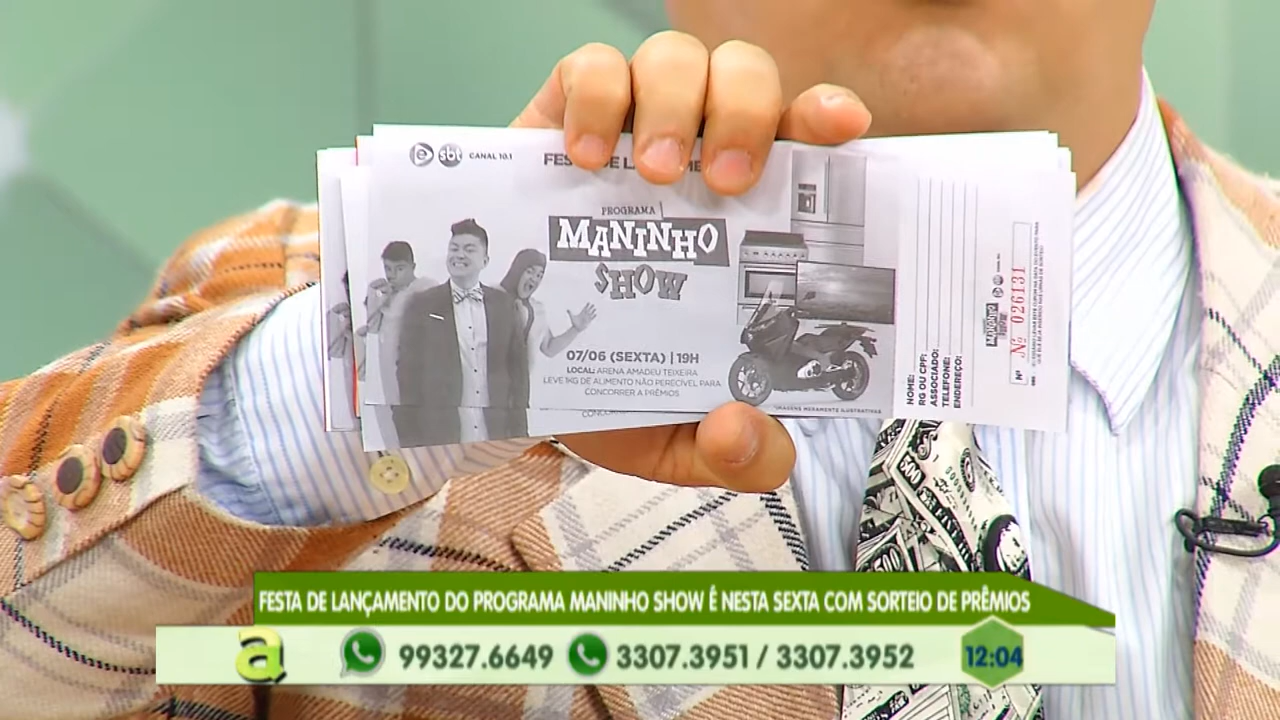 sbt CANAL 10.1
PROGRAMA
MANINHO
SHOW
07/06 (SEXTA) | 19H
LOCAL: ARENA AMADEU TEIXEIRA
LEVE 1KG DE ALIMENTO NÃO PERECÍVEL PARA
CONCORRER A PRÊMIOS
*IMAGENS MERAMENTE ILUSTRATIVAS
NOME:
RG OU CPF:
ASSOCIADO:
TELEFONE:
ENDEREÇO:
Nº 026131
Nº
500
FESTA DE LANÇAMENTO DO PROGRAMA MANINHO SHOW É NESTA SEXTA COM SORTEIO DE PRÊMIOS
a 99327.6649 3307.3951 / 3307.3952 12:04